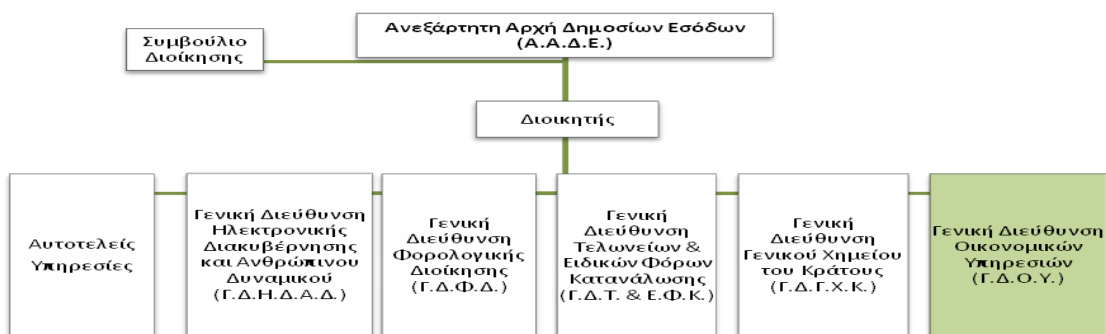 Ανεξάρτητη Αρχή Δημοσίων Εσόδων
(Α.Α.Δ.Ε.)
Συμβούλιο
Διοίκησης
Διοικητής
Αυτοτελείς
Υπηρεσίες
Γενική Διεύθυνση
Ηλεκτρονικής
Διακυβέρνησης
και Ανθρώπινου
Δυναμικού
(Γ.Δ.Η.Δ.Α.Δ.)
Γενική
Διεύθυνση
Φορολογικής
Διοίκησης
(Γ.Δ.Φ.Δ.)
Γενική
Διεύθυνση
Τελωνείων &
Ειδικών Φόρων
Κατανάλωσης
(Γ.Δ.Τ. & Ε.Φ.Κ.)
Γενική
Διεύθυνση
Γενικού Χημείου
του Κράτους
(Γ.Δ.Γ.Χ.Κ.)
Γενική Διεύθυνση
Οικονομικών
Υπηρεσιών
(Γ.Δ.Ο.Υ.)